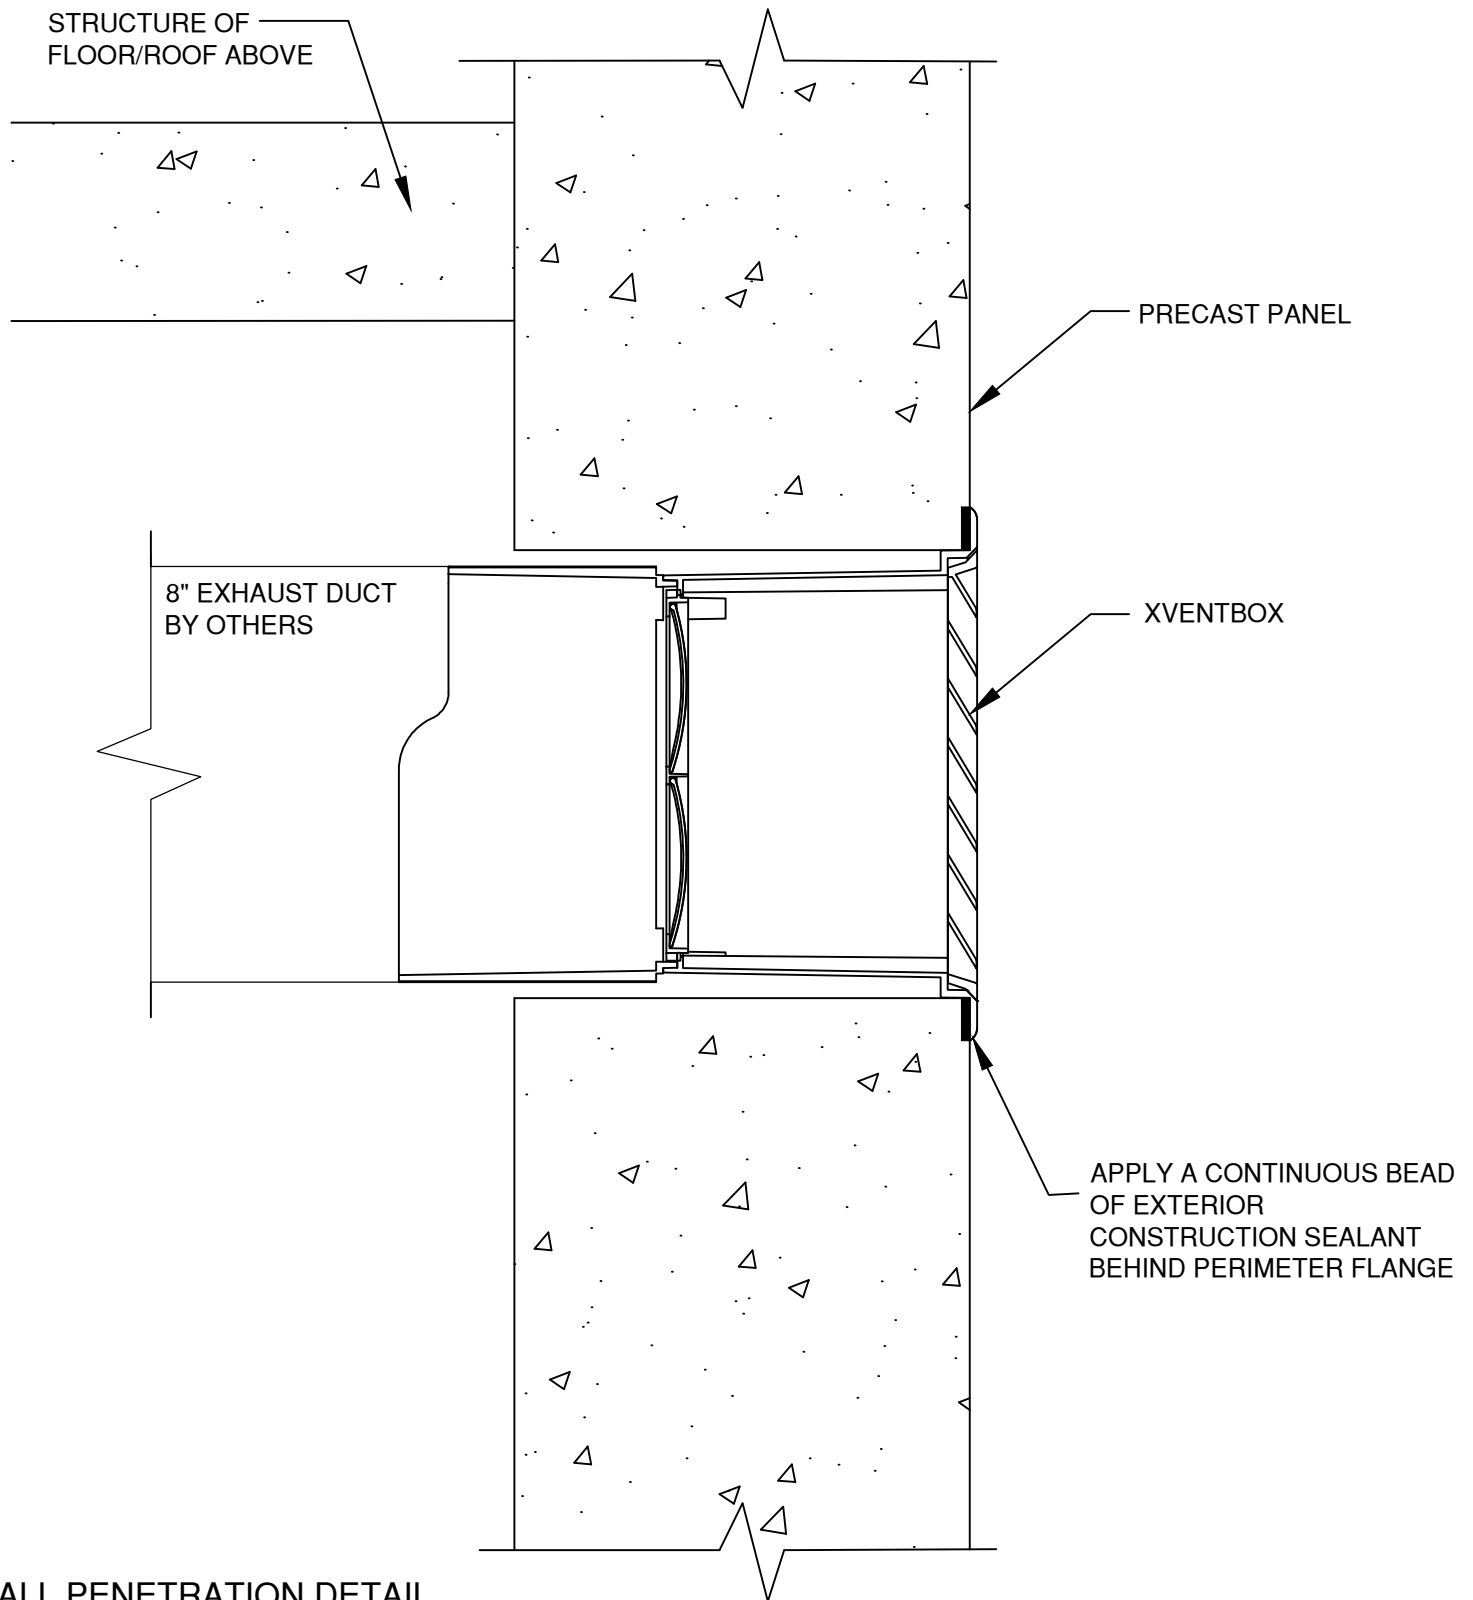 STRUCTURE OF
FLOOR/ROOF ABOVE
PRECAST PANEL
8" EXHAUST DUCT
BY OTHERS
XVENTBOX
APPLY A CONTINUOUS BEAD
OF EXTERIOR
CONSTRUCTION SEALANT
BEHIND PERIMETER FLANGE
ALL PENETRATION DETAIL